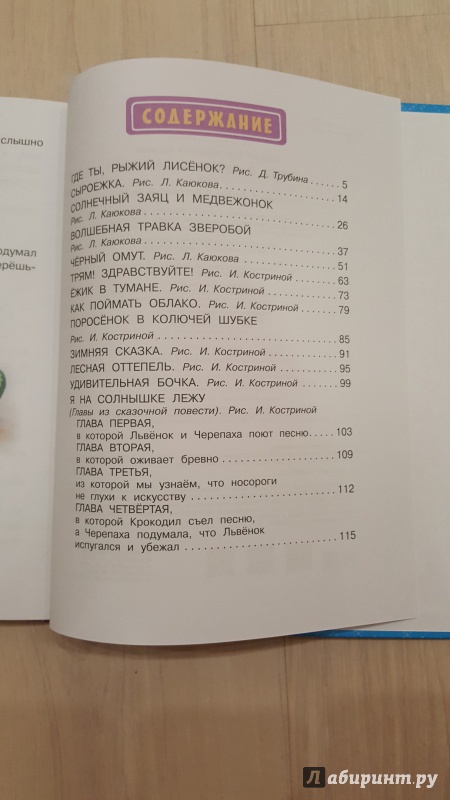 слышно
подумал
ерёшь-
СОДЕРЖАНИЕ
ГДЕ ТЫ, РЫЖИЙ ЛИСЁНОК? Рис. Д. Трубина......5
СЫРОЕЖКА. Рис. Л. Каюкова......14
СОЛНЕЧНЫЙ ЗАЯЦ И МЕДВЕЖОНОК
Рис. Л. Каюкова......26
ВОЛШЕБНАЯ ТРАВКА ЗВЕРОБОЙ
Рис. Л. Каюкова......37
ЧЁРНЫЙ ОМУТ. Рис. Л. Каюкова......51
ТРЯМ! ЗДРАВСТВУЙТЕ! Рис. И. Костриной......63
ЁЖИК В ТУМАНЕ. Рис. И. Костриной......73
КАК ПОЙМАТЬ ОБЛАКО. Рис. И. Костриной......79
ПОРОСЁНОК В КОЛЮЧЕЙ ШУБКЕ
Рис. И. Костриной......85
ЗИМНЯЯ СКАЗКА. Рис. И. Костриной......91
ЛЕСНАЯ ОТТЕПЕЛЬ. Рис. И. Костриной......95
УДИВИТЕЛЬНАЯ БОЧКА. Рис. И. Костриной......99
Я НА СОЛНЫШКЕ ЛЕЖУ
(Главы из сказочной повести). Рис. И. Костриной
ГЛАВА ПЕРВАЯ,
в которой Львёнок и Черепаха поют песню......103
ГЛАВА ВТОРАЯ,
в которой оживает бревно......109
ГЛАВА ТРЕТЬЯ,
из которой мы узнаём, что носороги
не глухи к искусству......112
ГЛАВА ЧЕТВЁРТАЯ,
в которой Крокодил съел песню,
а Черепаха подумала, что Львёнок
испугался и убежал......115
Лабиринт.ру